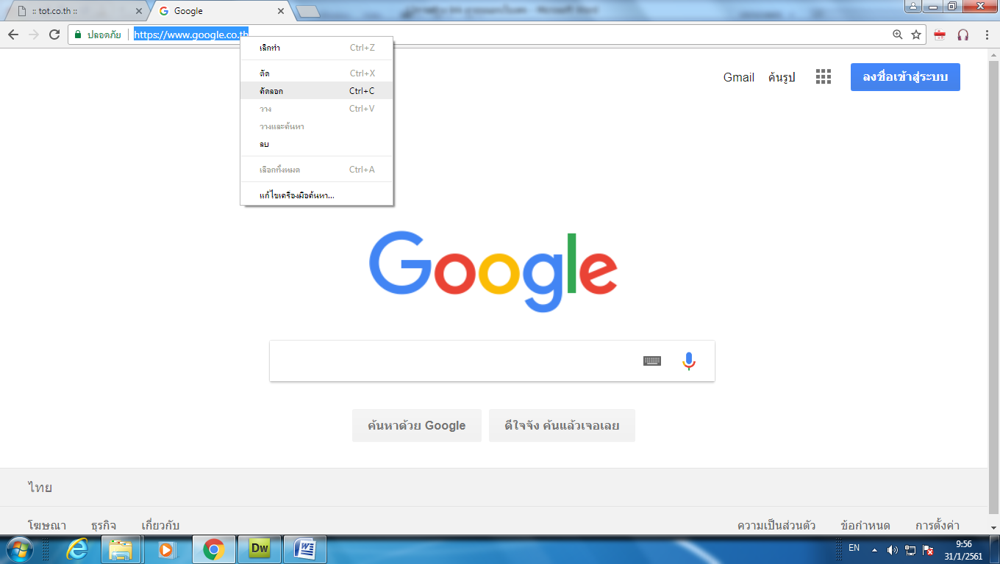 :: tot.co.th ::
Google
ปลอดภัย
https://www.google.co.th
เลิกทำ Ctrl+Z
ตัด Ctrl+X
คัดลอก Ctrl+C
วาง Ctrl+V
วางและค้นหา
ลบ
เลือกทั้งหมด Ctrl+A
แก้ไขเครื่องมือค้นหา...
Gmail ค้นรูป ลงชื่อเข้าสู่ระบบ
Google
ค้นหาด้วย Google ดีใจจัง ค้นแล้วเจอเลย
ไทย
โฆษณา ธุรกิจ เกี่ยวกับ ความเป็นส่วนตัว ข้อกำหนด การตั้งค่า
Dw
W
EN
9:56
31/1/2561